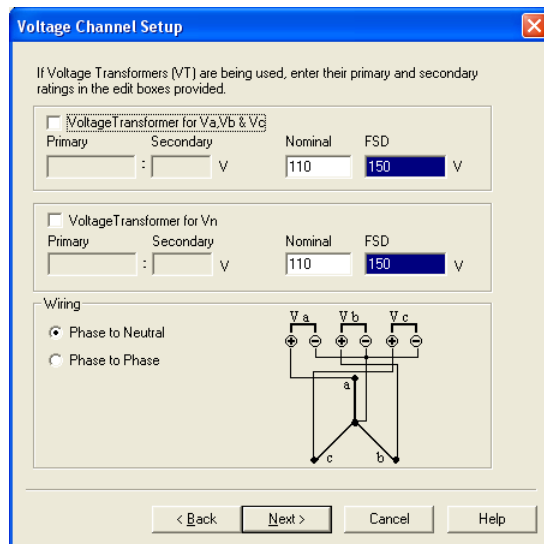 Voltage Channel Setup
If Voltage Transformers (VT) are being used, enter their primary and secondary
ratings in the edit boxes provided.
VoltageTransformer for Va,Vb & Vc
Primary Secondary Nominal FSD
: V 110 150 V
VoltageTransformer for Vn
Primary Secondary Nominal FSD
: V 110 150 V
Wiring
Phase to Neutral
Phase to Phase
V a V b V c
+ − + − + −
a
c b
< Back Next > Cancel Help